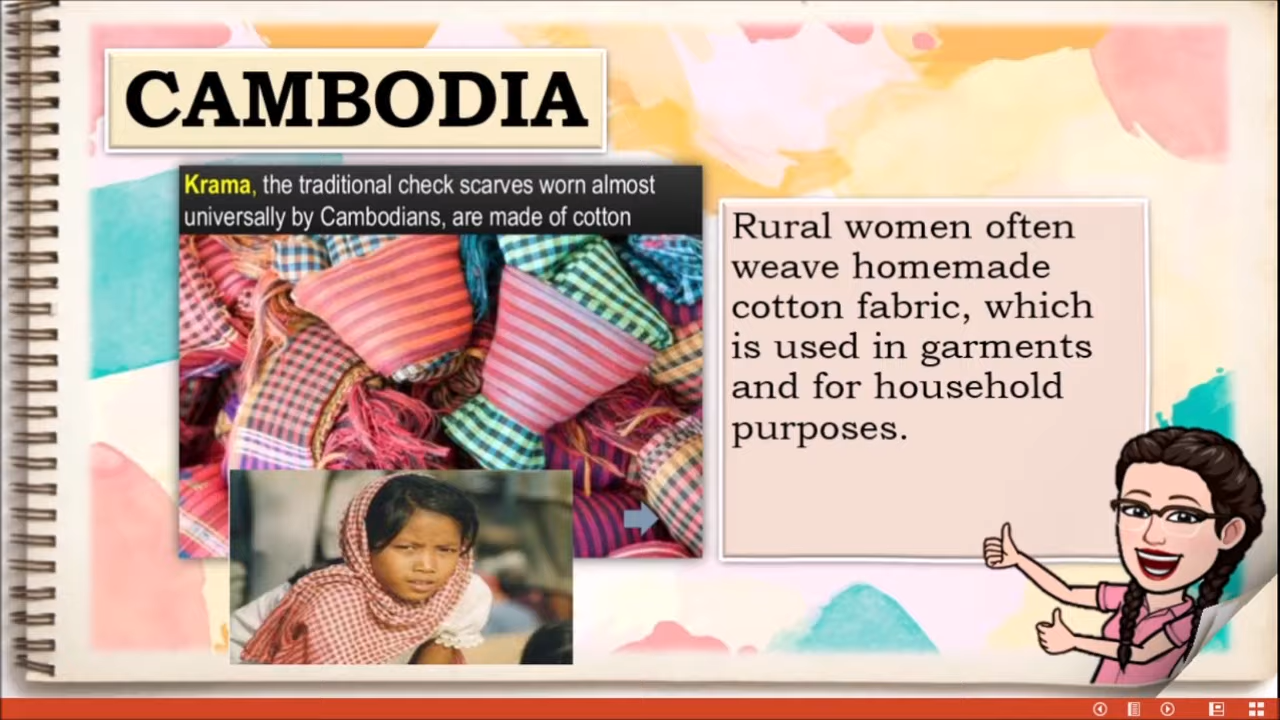 CAMBODIA
Krama, the traditional check scarves worn almost
universally by Cambodians, are made of cotton
Rural women often
weave homemade
cotton fabric, which
is used in garments
and for household
purposes.